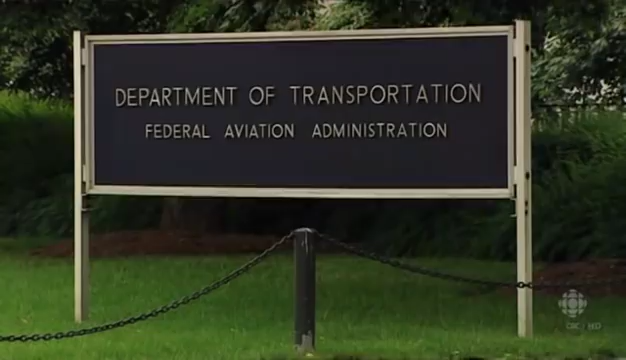 DEPARTMENT OF TRANSPORTATION
FEDERAL AVIATION ADMINISTRATION